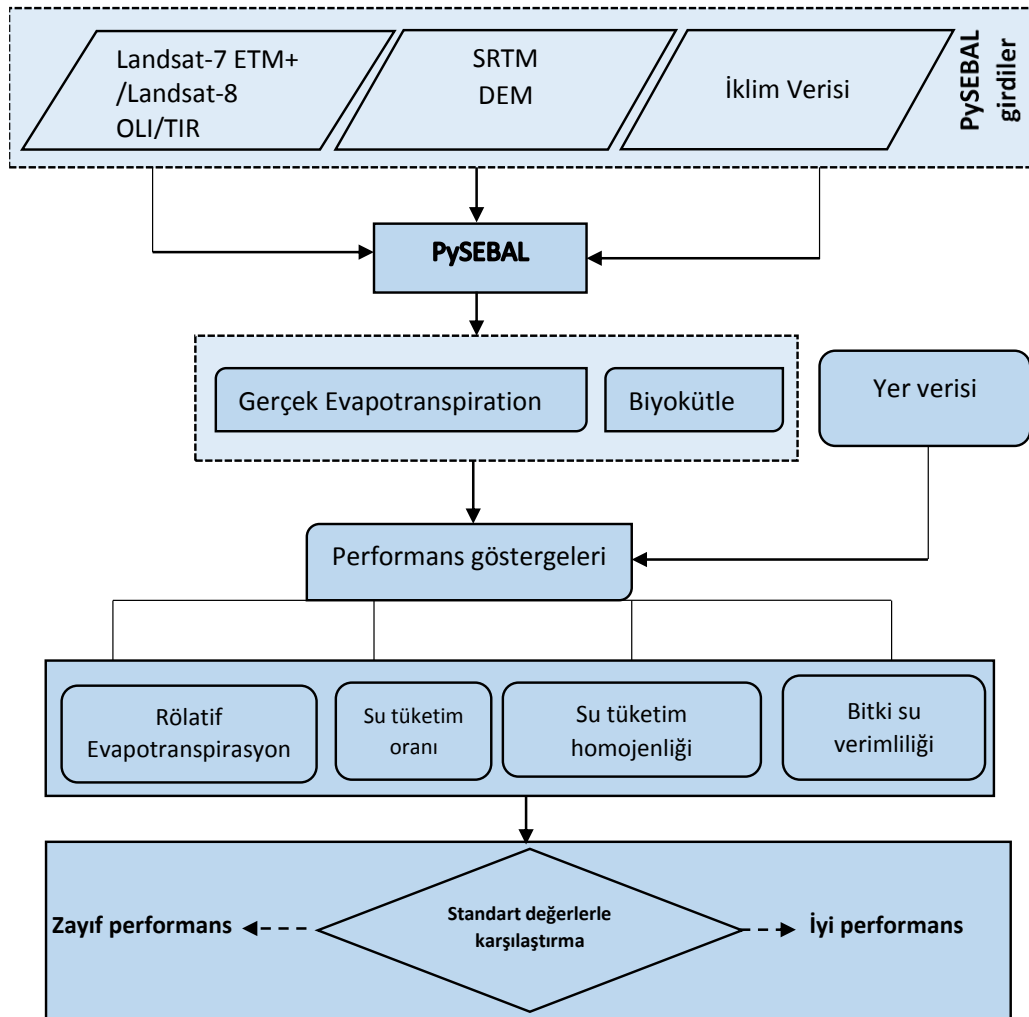 Landsat-7 ETM+
/Landsat-8
OLI/TIR
SRTM
DEM
İklim Verisi
PySEBAL
girdiler
PySEBAL
Gerçek Evapotranspiration
Biyokütle
Yer verisi
Performans göstergeleri
Rölatif
Evapotranspirasyon
Su tüketim
oranı
Su tüketim
homojenliği
Bitki su
verimliliği
Zayıf performans
Standart değerlerle
karşılaştırma
İyi performans